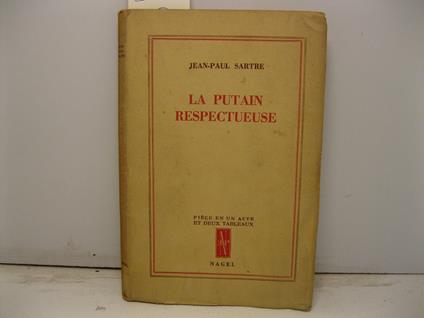 JEAN-PAUL SARTRE
LA PUTAIN
RESPECTUEUSE
PIÈCE EN UN ACTE
ET DEUX TABLEAUX
NAGEL